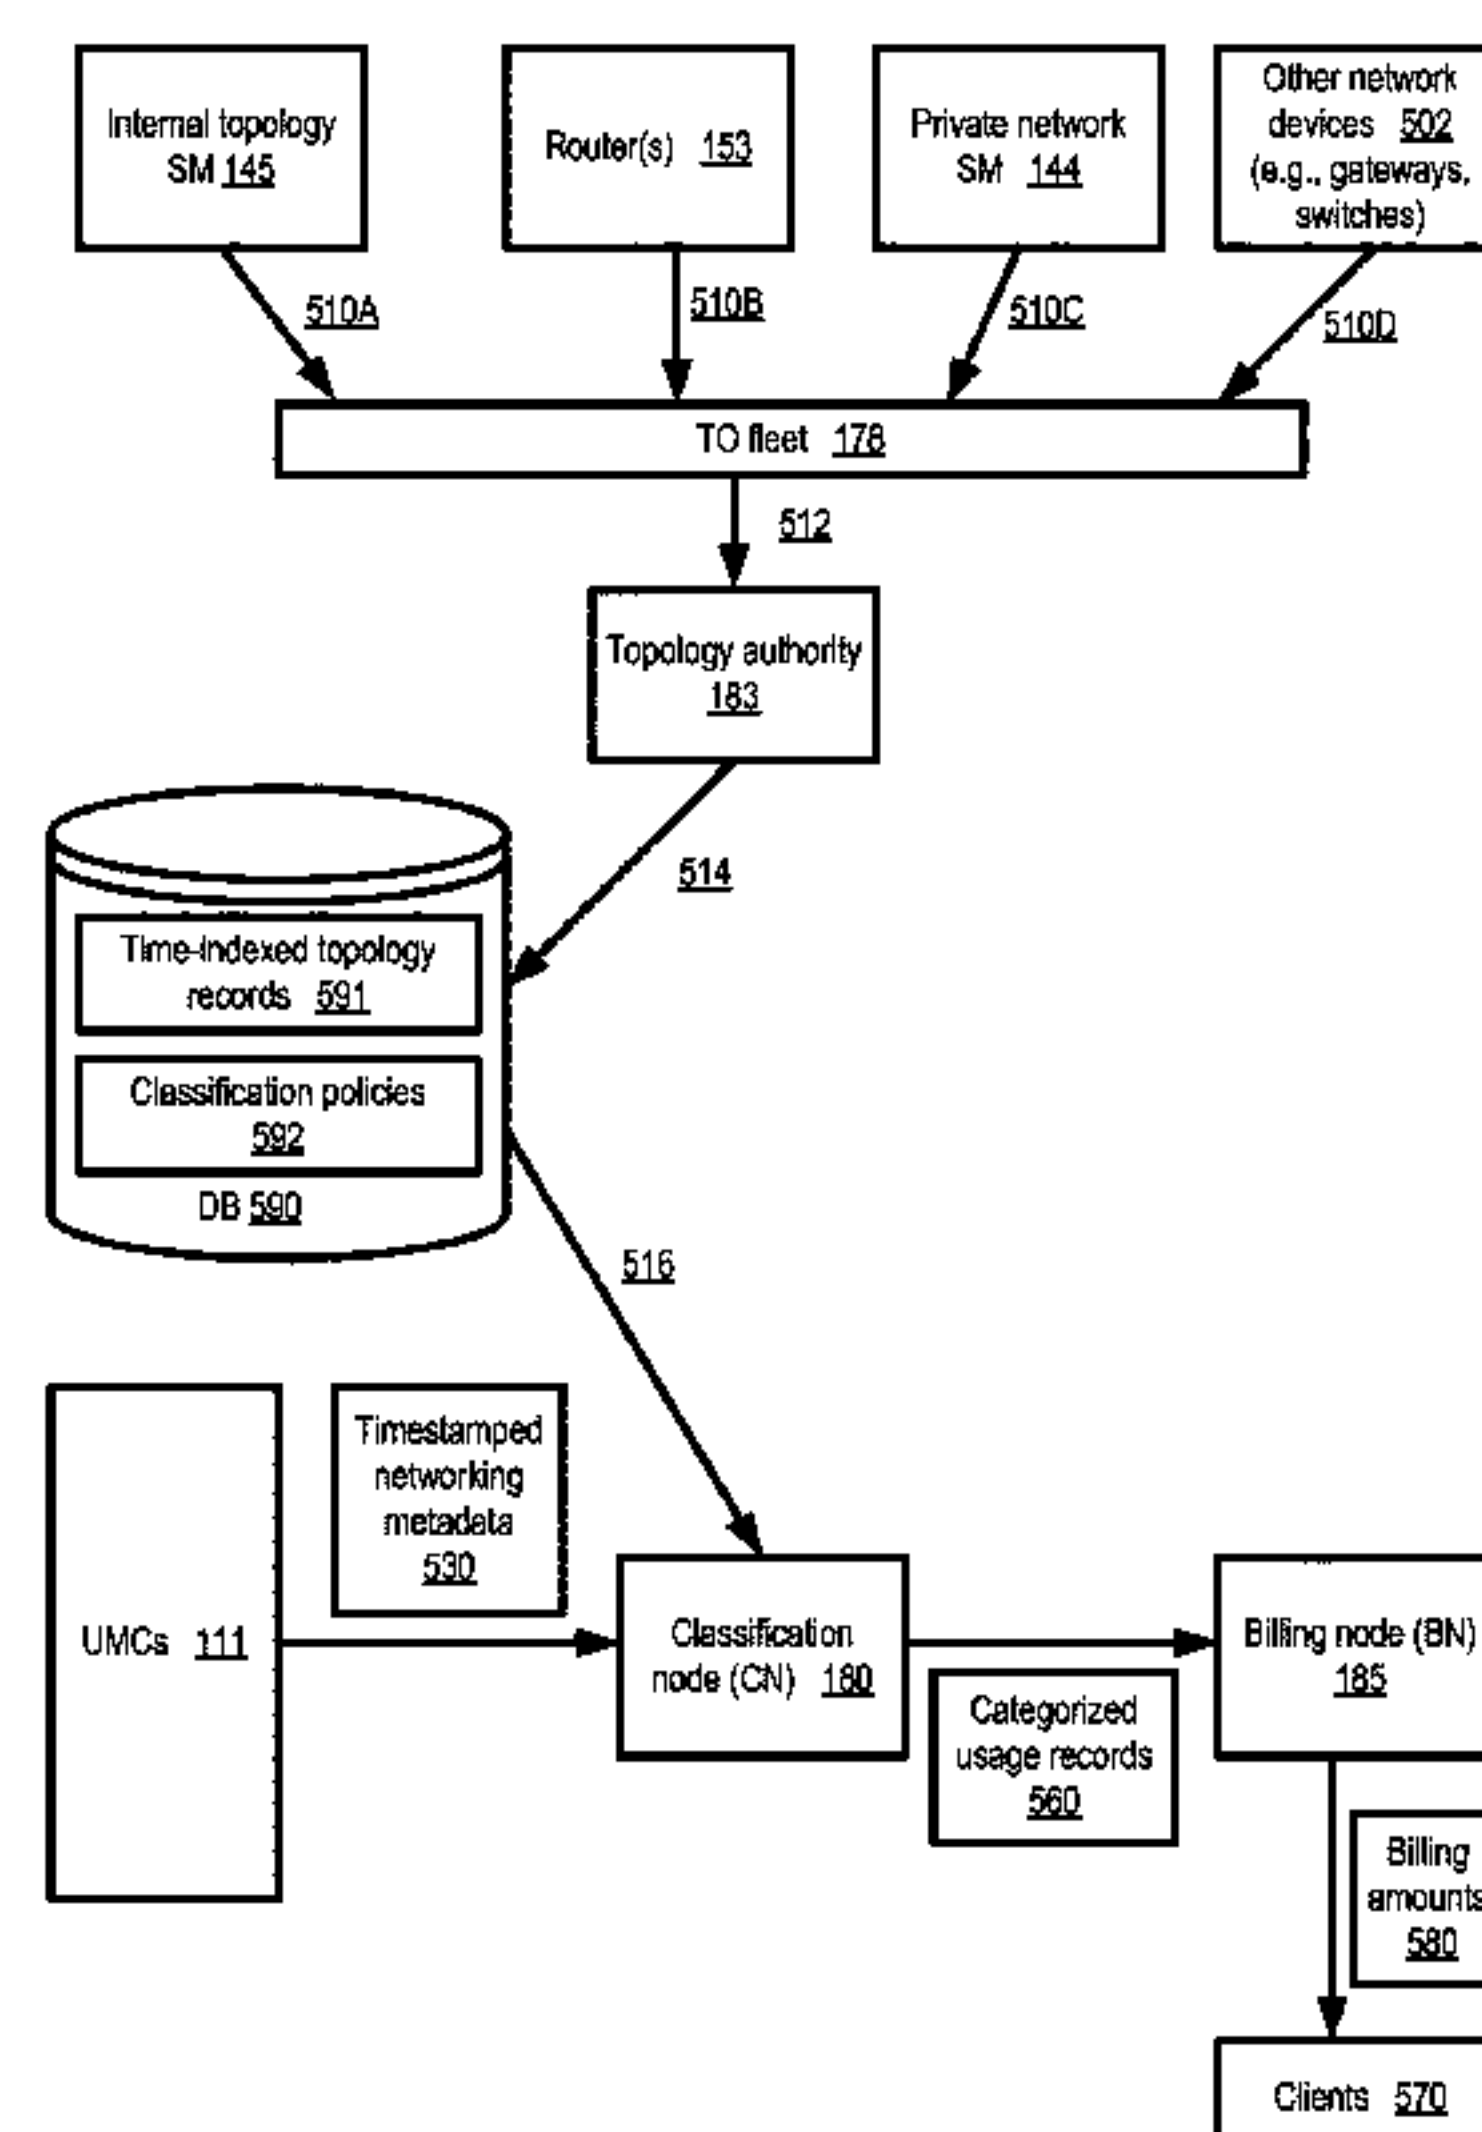 Internal topology
SM 145
Router(s) 153
Private network
SM 144
Other network
devices 502
(e.g., gateways,
switches)
510A
510B
510C
510D
TO fleet 178
512
Topology authority
183
514
Time-indexed topology
records 591
Classification policies
592
DB 590
516
UMCs 111
Timestamped
networking
metadata
530
Classification
node (CN) 180
Categorized
usage records
560
Billing node (BN)
185
Billing
amounts
580
Clients 570